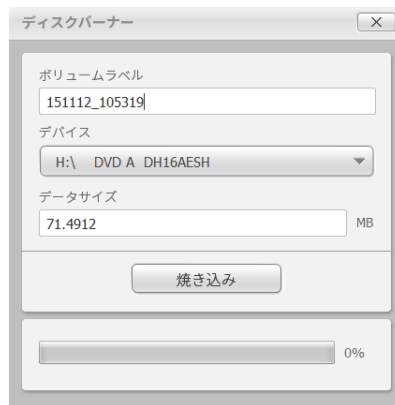 ディスクバーナー
ボリュームラベル
151112_105319
デバイス
H:\ DVD A DH16AESH
データサイズ
71.4912 MB
焼き込み
0%